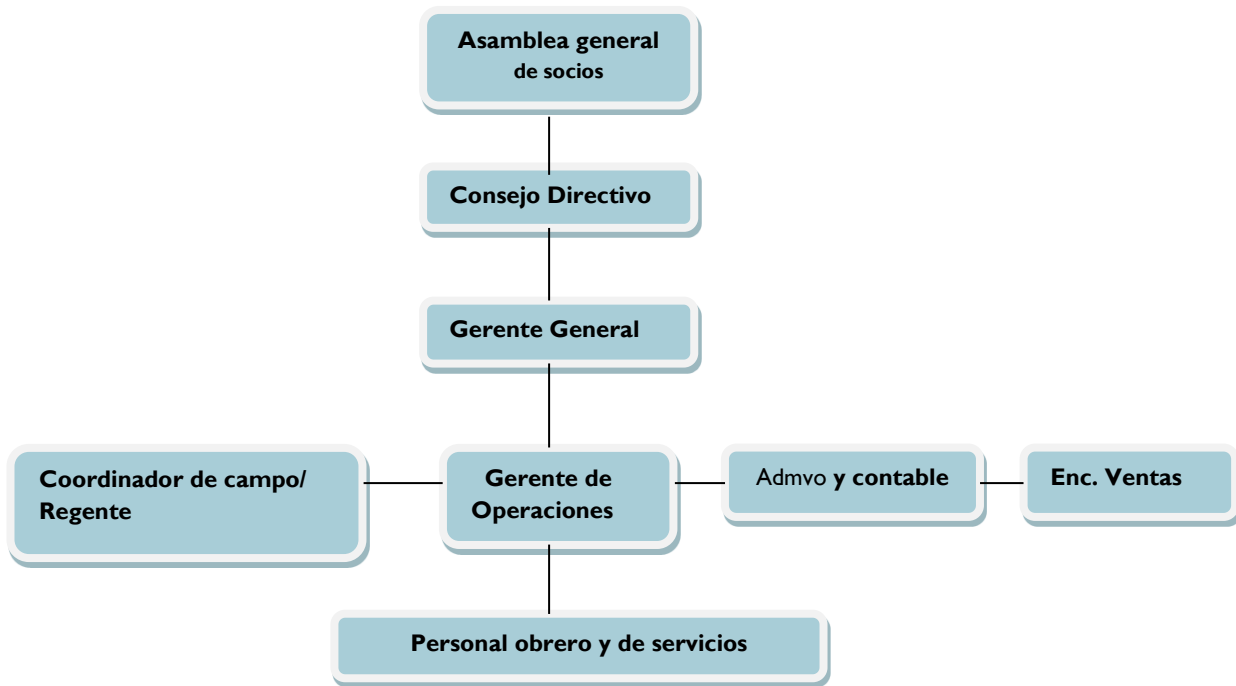 Asamblea general
de socios
Consejo Directivo
Gerente General
Coordinador de campo/
Regente
Gerente de
Operaciones
Admvo y contable
Enc. Ventas
Personal obrero y de servicios